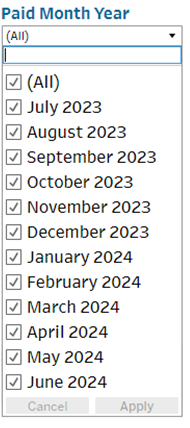 Paid Month Year
(All)
(All)
July 2023
August 2023
September 2023
October 2023
November 2023
December 2023
January 2024
February 2024
March 2024
April 2024
May 2024
June 2024
Cancel Apply